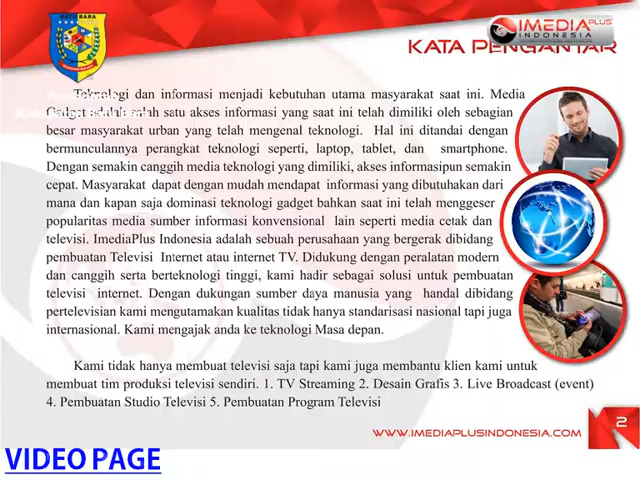 BATU BARA
IMEDIA PLUS
INDONESIA
KATA PENGANTAR
Teknologi dan informasi menjadi kebutuhan utama masyarakat saat ini. Media
Gadget adalah salah satu akses informasi yang saat ini telah dimiliki oleh sebagian
besar masyarakat urban yang telah mengenal teknologi. Hal ini ditandai dengan
bermunculannya perangkat teknologi seperti, laptop, tablet, dan smartphone.
Dengan semakin canggih media teknologi yang dimiliki, akses informasipun semakin
cepat. Masyarakat dapat dengan mudah mendapat informasi yang dibutuhakan dari
mana dan kapan saja dominasi teknologi gadget bahkan saat ini telah menggeser
popularitas media sumber informasi konvensional lain seperti media cetak dan
televisi. ImediaPlus Indonesia adalah sebuah perusahaan yang bergerak dibidang
pembuatan Televisi Internet atau internet TV. Didukung dengan peralatan modern
dan canggih serta berteknologi tinggi, kami hadir sebagai solusi untuk pembuatan
televisi internet. Dengan dukungan sumber daya manusia yang handal dibidang
pertelevisian kami mengutamakan kualitas tidak hanya standarisasi nasional tapi juga
internasional. Kami mengajak anda ke teknologi Masa depan.
Kami tidak hanya membuat televisi saja tapi kami juga membantu klien kami untuk
membuat tim produksi televisi sendiri. 1. TV Streaming 2. Desain Grafis 3. Live Broadcast (event)
4. Pembuatan Studio Televisi 5. Pembuatan Program Televisi
WWW.IMEDIAPLUSINDONESIA.COM
2
VIDEO PAGE